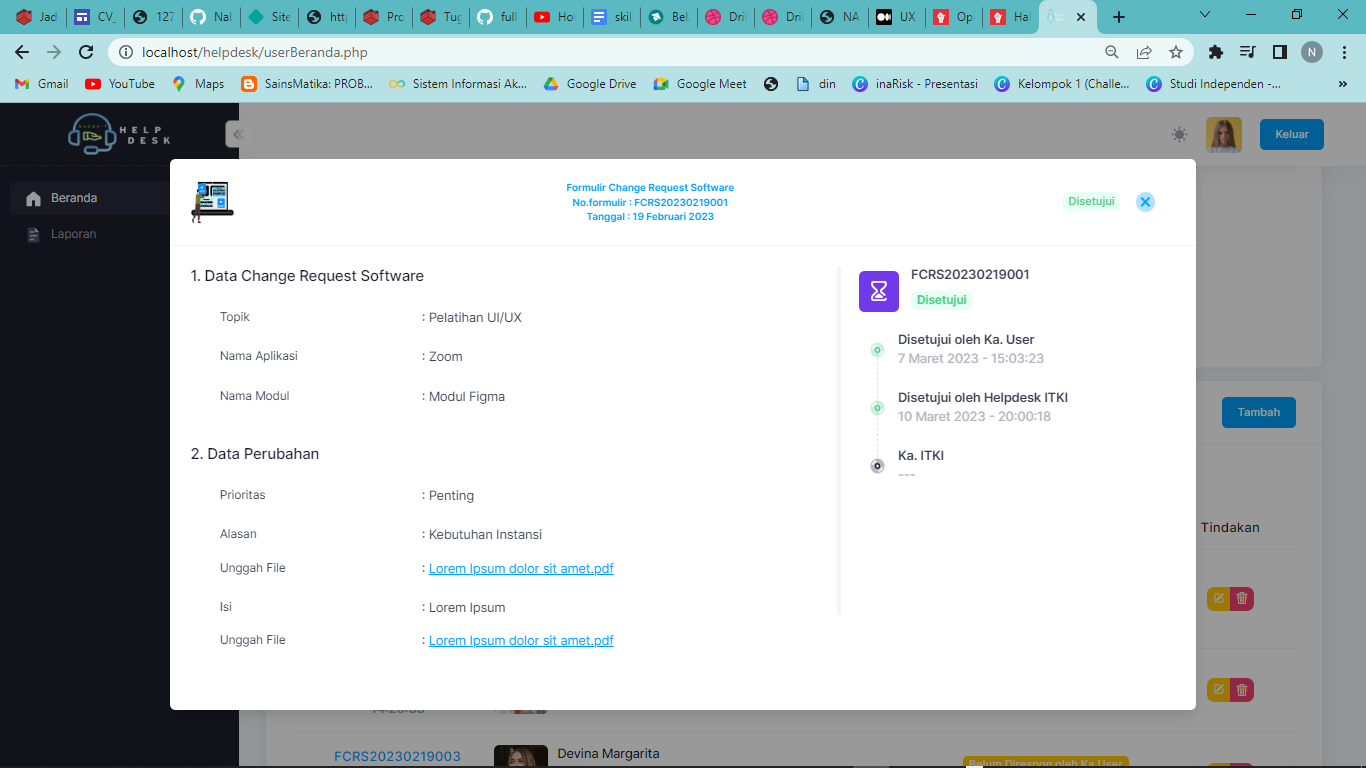 Jad
CV_
127
Nal
Site
http
Pro
Tug
full
Hor
skil
Bel
Dri
Dri
NA
UX
Op
Hal
localhost/helpdesk/userBeranda.php
N
Gmail
YouTube
Maps
SainsMatika: PROB...
Sistem Informasi Ak...
Google Drive
Google Meet
din
inaRisk - Presentasi
Kelompok 1 (Challe...
Studi Independen -...
HELP
DESK
Keluar
Beranda
Laporan
Formulir Change Request Software
No.formulir : FCRS20230219001
Tanggal : 19 Februari 2023
Disetujui
1. Data Change Request Software
Topik : Pelatihan UI/UX
Nama Aplikasi : Zoom
Nama Modul : Modul Figma
2. Data Perubahan
Prioritas : Penting
Alasan : Kebutuhan Instansi
Unggah File : Lorem Ipsum dolor sit amet.pdf
Isi : Lorem Ipsum
Unggah File : Lorem Ipsum dolor sit amet.pdf
FCRS20230219001
Disetujui
Disetujui oleh Ka. User
7 Maret 2023 - 15:03:23
Disetujui oleh Helpdesk ITKI
10 Maret 2023 - 20:00:18
Ka. ITKI
---
Tambah
Tindakan
FCRS20230219003
Devina Margarita
Belum Direspon oleh Ka.User